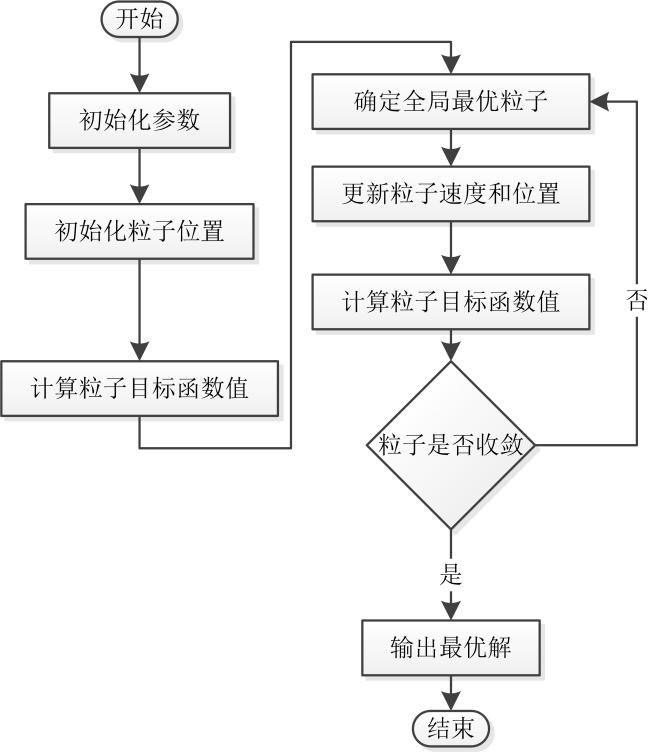 开始
初始化参数
初始化粒子位置
计算粒子目标函数值
确定全局最优粒子
更新粒子速度和位置
计算粒子目标函数值
粒子是否收敛
否
是
输出最优解
结束